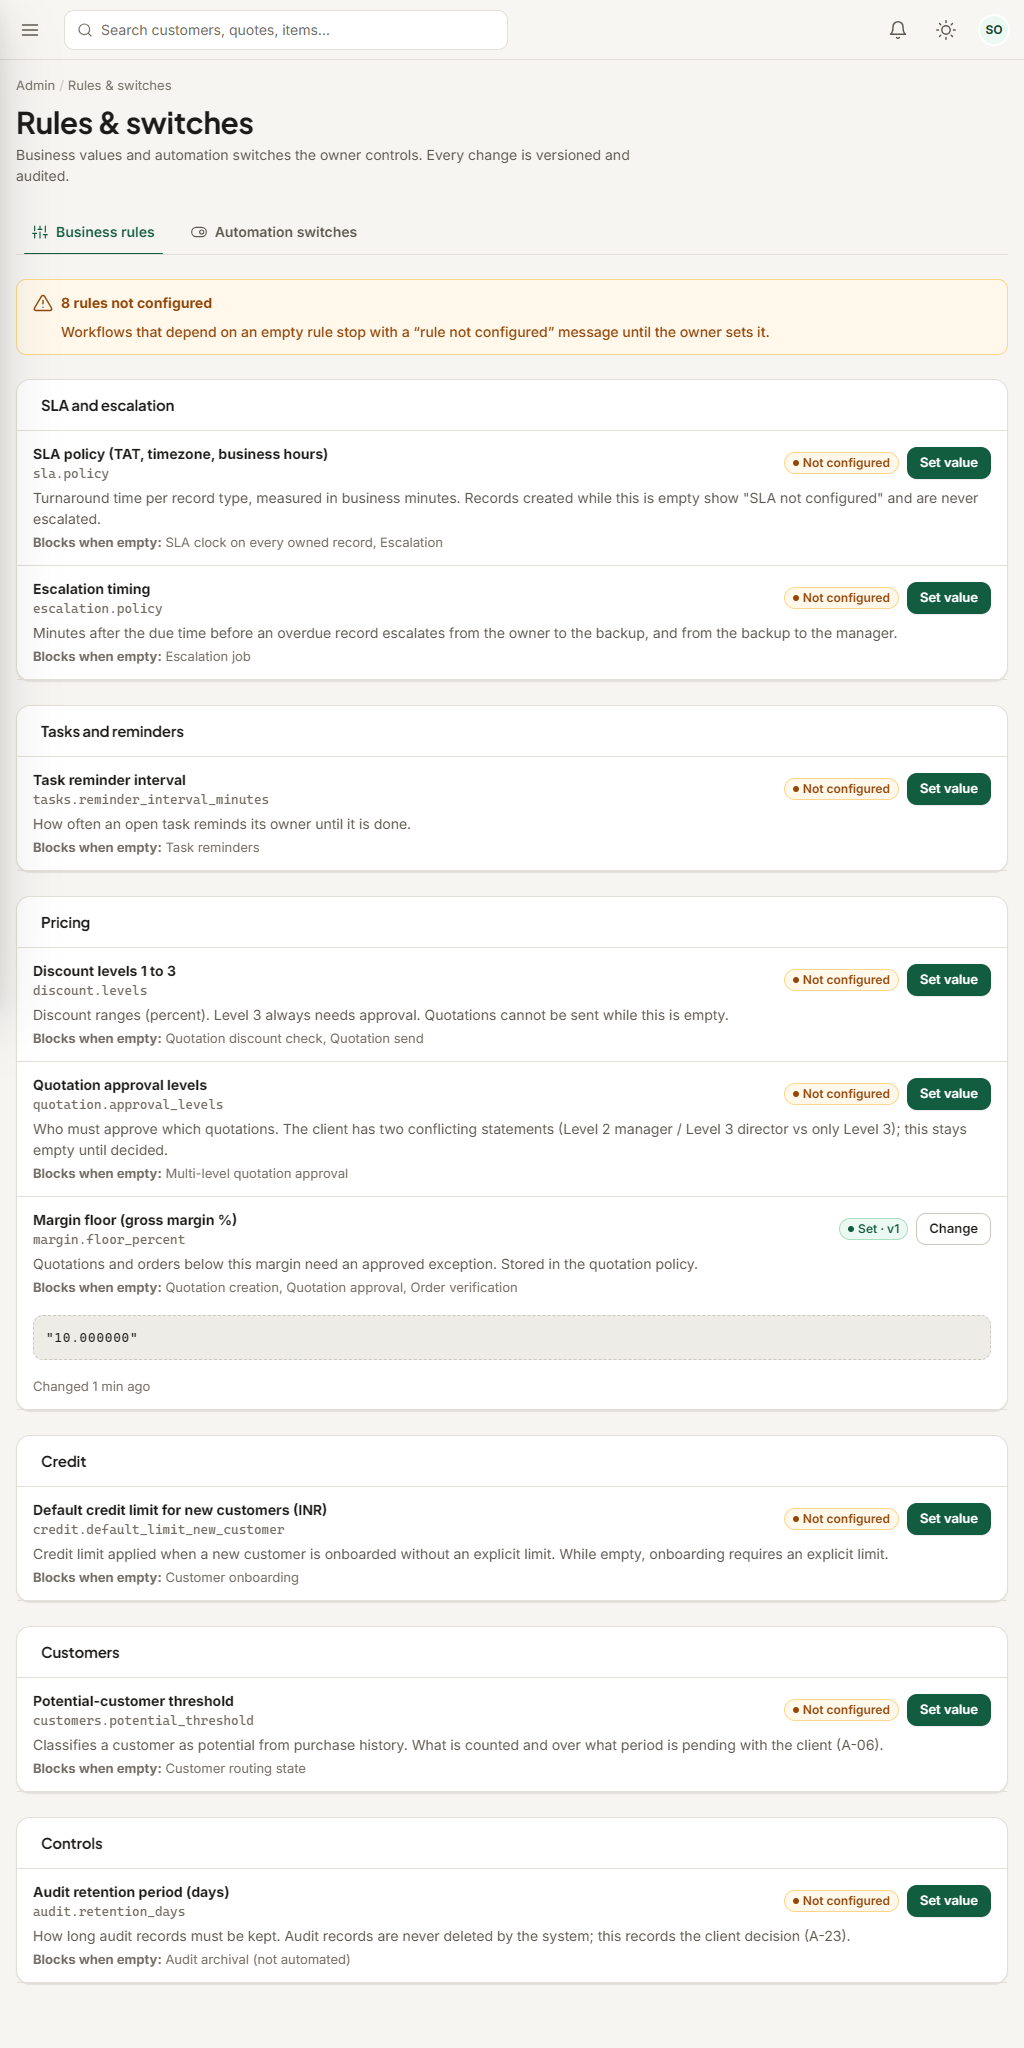 Search customers, quotes, items...
SO
Admin / Rules & switches
Rules & switches
Business values and automation switches the owner controls. Every change is versioned and
audited.
Business rules
Automation switches
8 rules not configured
Workflows that depend on an empty rule stop with a “rule not configured” message until the owner sets it.
SLA and escalation
SLA policy (TAT, timezone, business hours)
sla.policy
Not configured
Set value
Turnaround time per record type, measured in business minutes. Records created while this is empty show "SLA not configured" and are never
escalated.
Blocks when empty: SLA clock on every owned record, Escalation
Escalation timing
escalation.policy
Not configured
Set value
Minutes after the due time before an overdue record escalates from the owner to the backup, and from the backup to the manager.
Blocks when empty: Escalation job
Tasks and reminders
Task reminder interval
tasks.reminder_interval_minutes
Not configured
Set value
How often an open task reminds its owner until it is done.
Blocks when empty: Task reminders
Pricing
Discount levels 1 to 3
discount.levels
Not configured
Set value
Discount ranges (percent). Level 3 always needs approval. Quotations cannot be sent while this is empty.
Blocks when empty: Quotation discount check, Quotation send
Quotation approval levels
quotation.approval_levels
Not configured
Set value
Who must approve which quotations. The client has two conflicting statements (Level 2 manager / Level 3 director vs only Level 3); this stays
empty until decided.
Blocks when empty: Multi-level quotation approval
Margin floor (gross margin %)
margin.floor_percent
Set · v1
Change
Quotations and orders below this margin need an approved exception. Stored in the quotation policy.
Blocks when empty: Quotation creation, Quotation approval, Order verification
"10.000000"
Changed 1 min ago
Credit
Default credit limit for new customers (INR)
credit.default_limit_new_customer
Not configured
Set value
Credit limit applied when a new customer is onboarded without an explicit limit. While empty, onboarding requires an explicit limit.
Blocks when empty: Customer onboarding
Customers
Potential-customer threshold
customers.potential_threshold
Not configured
Set value
Classifies a customer as potential from purchase history. What is counted and over what period is pending with the client (A-06).
Blocks when empty: Customer routing state
Controls
Audit retention period (days)
audit.retention_days
Not configured
Set value
How long audit records must be kept. Audit records are never deleted by the system; this records the client decision (A-23).
Blocks when empty: Audit archival (not automated)